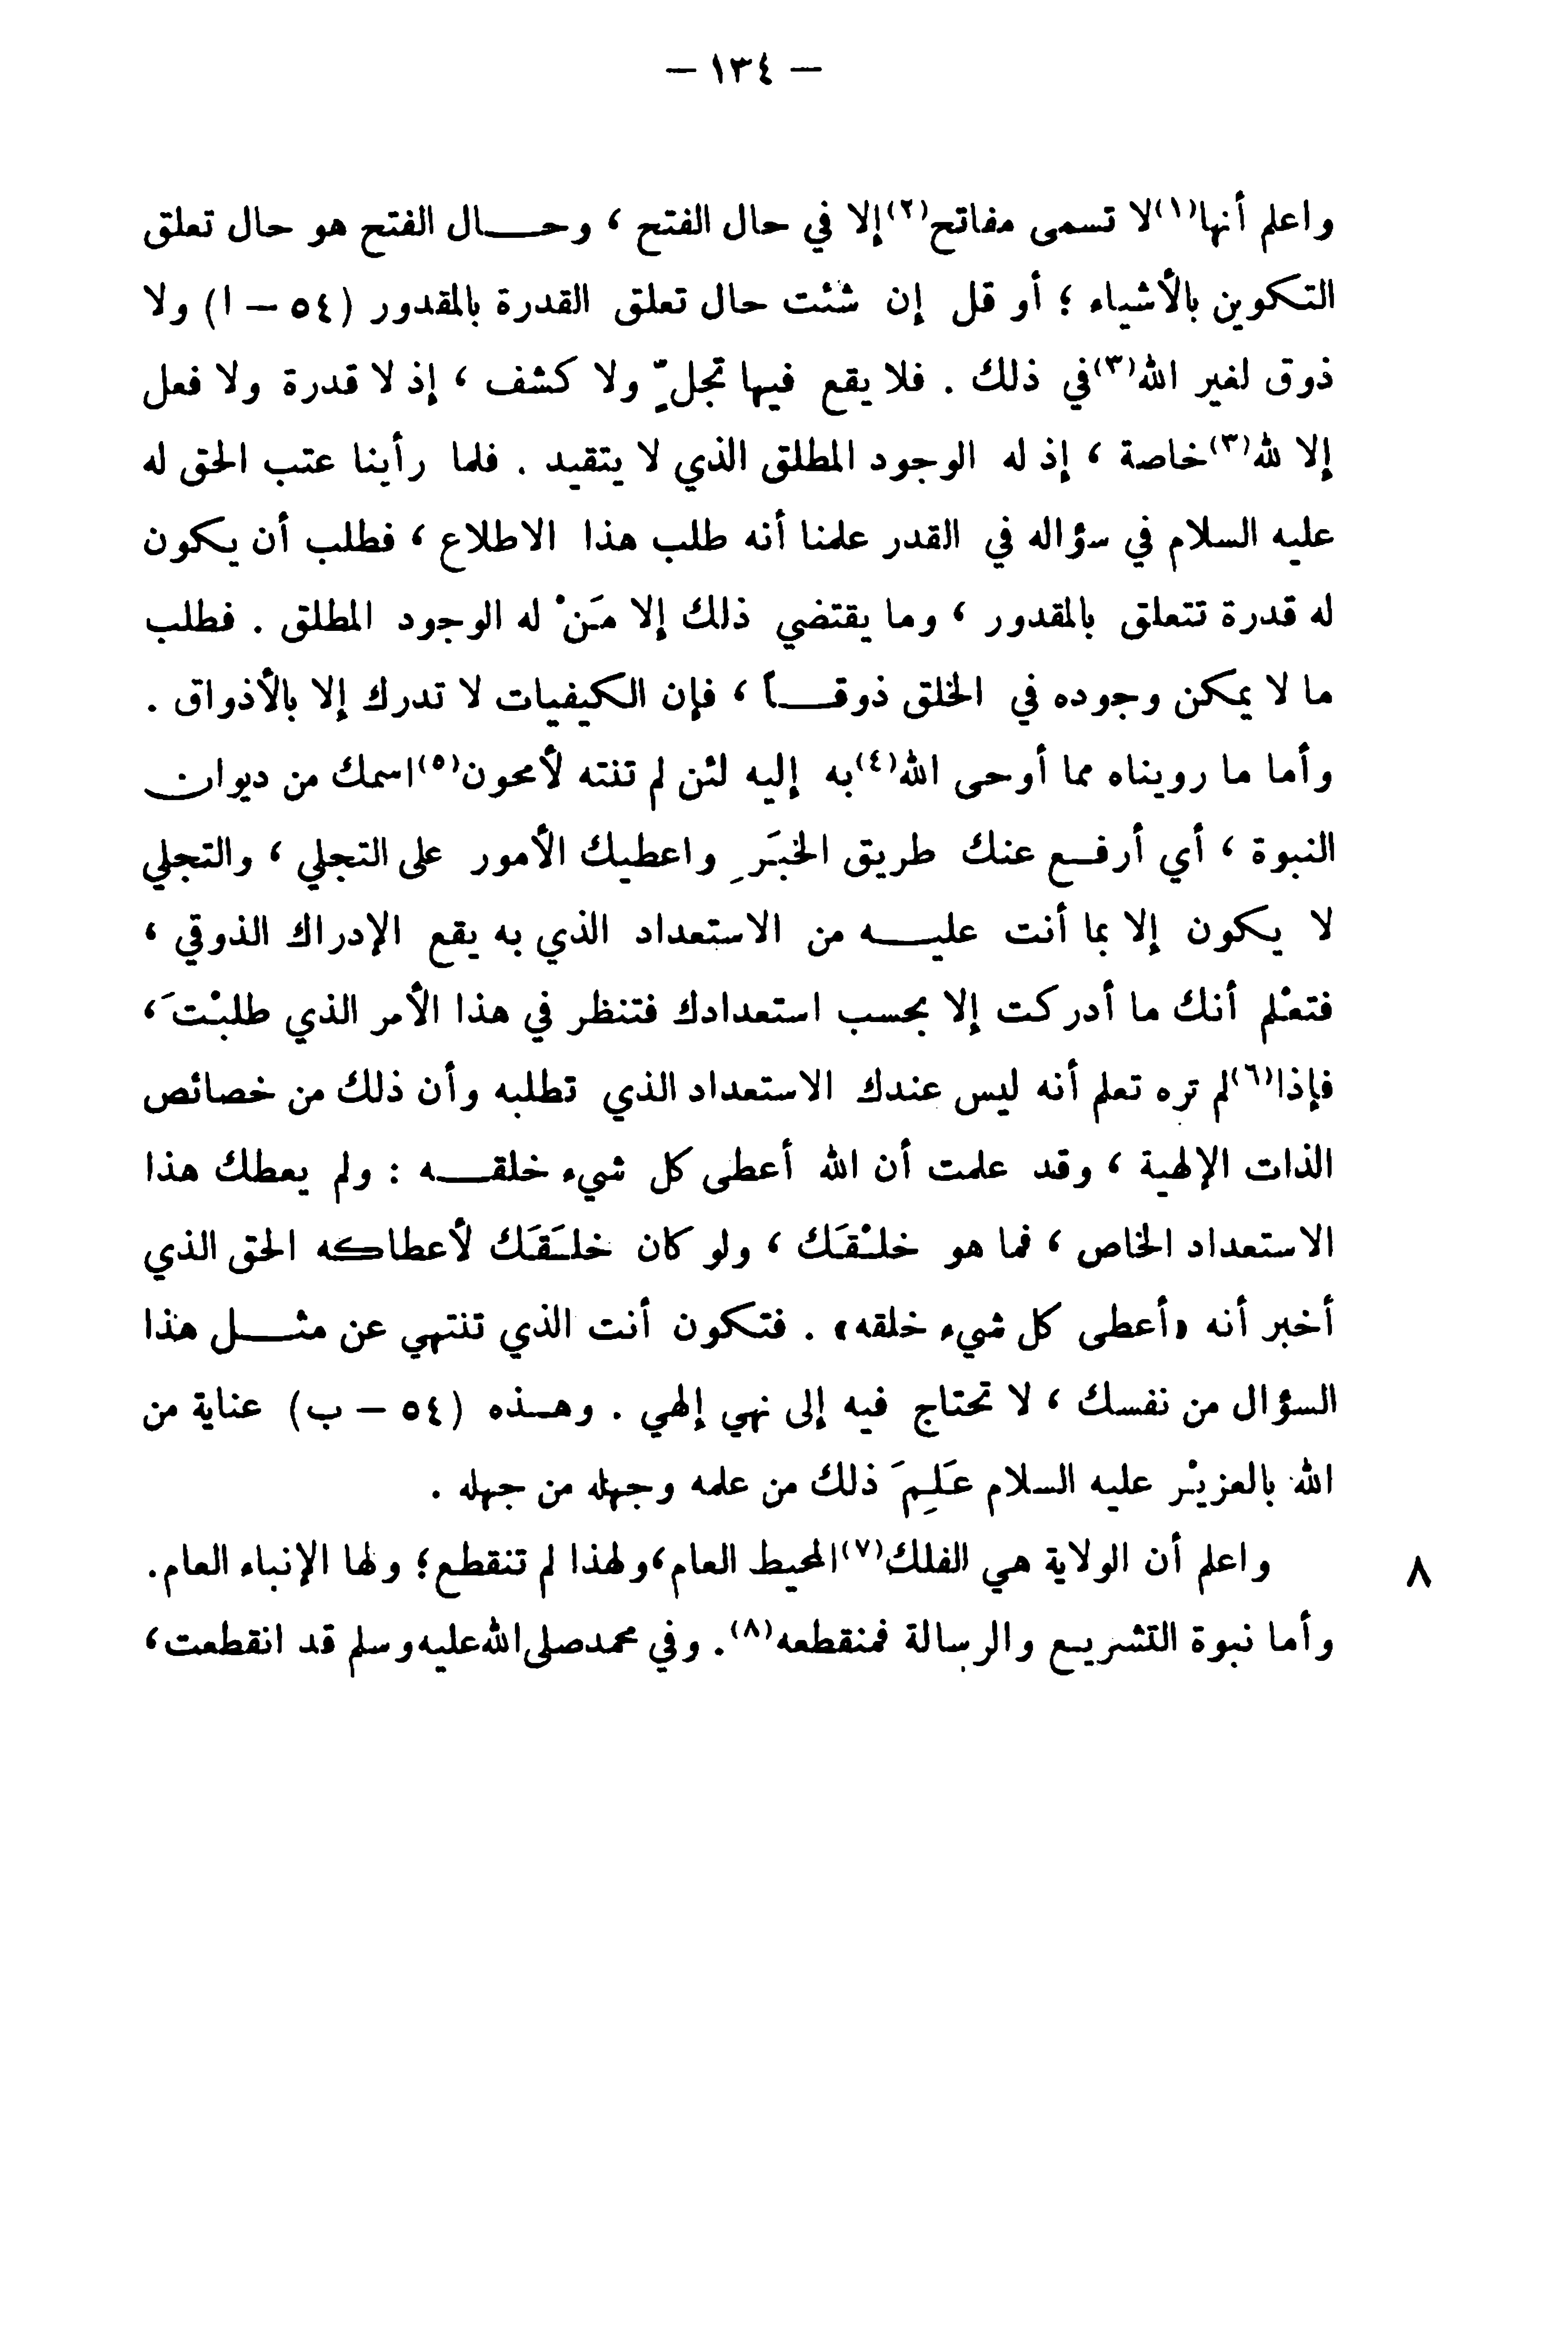 — ١٣٤ —
واعلم أنها(١)لا تسمى مفاتح(٢)إلا في حال الفتح ، وحـــال الفتح هو حال تعلق
التكوين بالأشياء ؛ أو قل إن شئت حال تعلق القدرة بالمقدور (٥٤ – ا) ولا
ذوق لغير الله(٣)في ذلك . فلا يقع فيها تجلٍّ ولا كشف ، إذ لا قدرة ولا فعل
إلا لله(٣)خاصة ، إذ له الوجود المطلق الذي لا يتقيد . فلما رأينا عتب الحق له
عليه السلام في سؤاله في القدر علمنا أنه طلب هذا الاطلاع ، فطلب أن يكون
له قدرة تتعلق بالمقدور ، وما يقتضي ذلك إلا مَنْ له الوجود المطلق . فطلب
ما لا يمكن وجوده في الخلق ذوقـــاً ، فإن الكيفيات لا تدرك إلا بالأذواق .
وأما ما رويناه مما أوحى الله(٤)به إليه لئن لم تنته لأمحون(٥)اسمك من ديوان
النبوة ، أي أرفـع عنك طريق الخبَرِ واعطيك الأمور على التجلي ، والتجلي
لا يكون إلا بما أنت عليـــه من الاستعداد الذي به يقع الإدراك الذوقي ،
فتعْلم أنك ما أدركت إلا بحسب استعدادك فتنظر في هذا الأمر الذي طلبْتَ ،
فإذا(٦)لم تره تعلم أنه ليس عندك الاستعداد الذي تطلبه وأن ذلك من خصائص
الذات الإلهية ، وقد علمت أن الله أعطى كل شيء خلقـــه : ولم يعطك هذا
الاستعداد الخاص ، فما هو خلْقَك ، ولو كان خلَقَك لأعطاكه الحق الذي
أخبر أنه «أعطى كل شيء خلقه» . فتكون أنت الذي تنتهي عن مثـــل هذا
السؤال من نفسك ، لا تحتاج فيه إلى نهي إلهي . وهـذه (٥٤ – ب) عناية من
الله بالعزيْر عليه السلام عَلِمَ ذلك من علمه وجهله من جهله .
٨ واعلم أن الولاية هي الفلك(٧)المحيط العام،ولهذا لم تنقطع؛ ولها الإنباء العام.
وأما نبوة التشريع والرسالة فمنقطعه(٨). وفي محمدصلى الله عليه وسلم قد انقطعت،